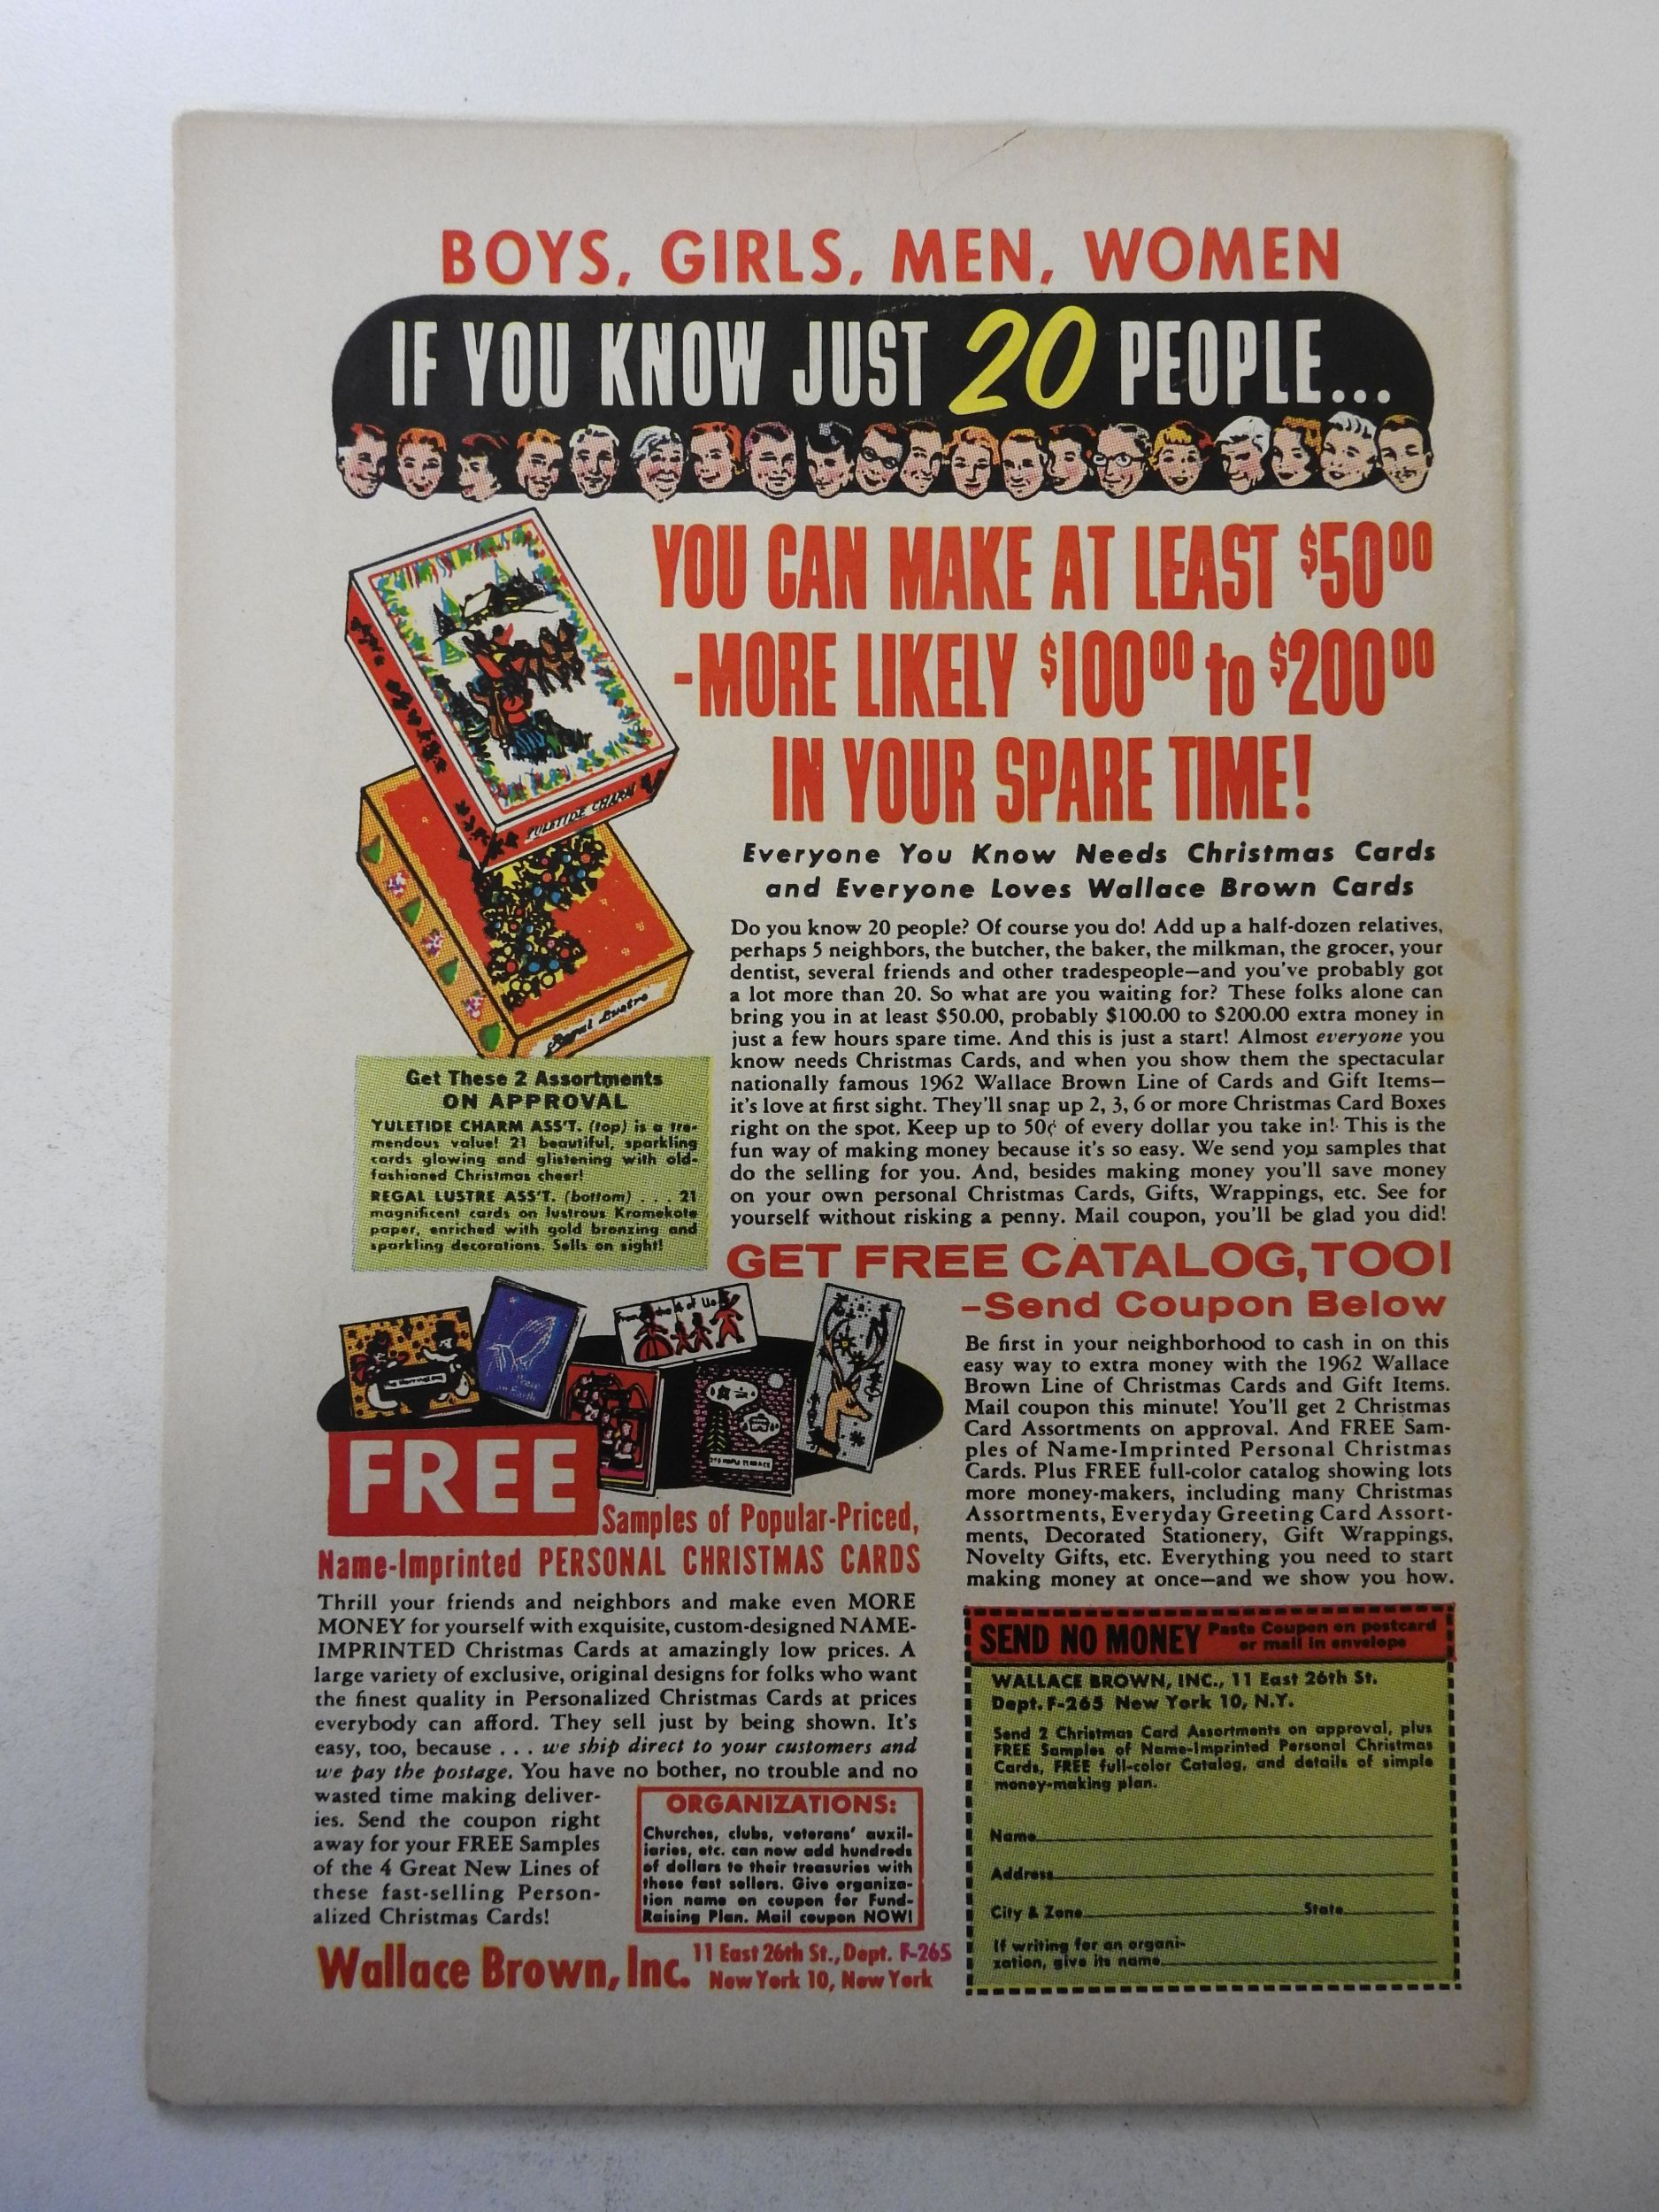 BOYS, GIRLS, MEN, WOMEN
IF YOU KNOW JUST 20 PEOPLE...
YOU CAN MAKE AT LEAST $50.00
-MORE LIKELY $100.00 to $200.00
IN YOUR SPARE TIME!
YULETIDE CHARM
Regal Lustre
Everyone You Know Needs Christmas Cards
and Everyone Loves Wallace Brown Cards
Do you know 20 people? Of course you do! Add up a half-dozen relatives,
perhaps 5 neighbors, the butcher, the baker, the milkman, the grocer, your
dentist, several friends and other tradespeople—and you've probably got
a lot more than 20. So what are you waiting for? These folks alone can
bring you in at least $50.00, probably $100.00 to $200.00 extra money in
just a few hours spare time. And this is just a start! Almost everyone you
know needs Christmas Cards, and when you show them the spectacular
nationally famous 1962 Wallace Brown Line of Cards and Gift Items—
it's love at first sight. They'll snap up 2, 3, 6 or more Christmas Card Boxes
right on the spot. Keep up to 50¢ of every dollar you take in! This is the
fun way of making money because it's so easy. We send you samples that
do the selling for you. And, besides making money you'll save money
on your own personal Christmas Cards, Gifts, Wrappings, etc. See for
yourself without risking a penny. Mail coupon, you'll be glad you did!
Get These 2 Assortments
ON APPROVAL
YULETIDE CHARM ASS'T. (top) is a tre-
mendous value! 21 beautiful, sparkling
cards glowing and glistening with old-
fashioned Christmas cheer!
REGAL LUSTRE ASS'T. (bottom) . . . 21
magnificent cards on lustrous Kromekote
paper, enriched with gold bronzing and
sparkling decorations. Sells on sight!
GET FREE CATALOG, TOO!
—Send Coupon Below
Be first in your neighborhood to cash in on this
easy way to extra money with the 1962 Wallace
Brown Line of Christmas Cards and Gift Items.
Mail coupon this minute! You'll get 2 Christmas
Card Assortments on approval. And FREE Sam-
ples of Name-Imprinted Personal Christmas
Cards. Plus FREE full-color catalog showing lots
more money-makers, including many Christmas
Assortments, Everyday Greeting Card Assort-
ments, Decorated Stationery, Gift Wrappings,
Novelty Gifts, etc. Everything you need to start
making money at once—and we show you how.
From the 4 of Us
Peace on Earth
FREE
Samples of Popular-Priced,
Name-Imprinted PERSONAL CHRISTMAS CARDS
Thrill your friends and neighbors and make even MORE
MONEY for yourself with exquisite, custom-designed NAME-
IMPRINTED Christmas Cards at amazingly low prices. A
large variety of exclusive, original designs for folks who want
the finest quality in Personalized Christmas Cards at prices
everybody can afford. They sell just by being shown. It's
easy, too, because . . . we ship direct to your customers and
we pay the postage. You have no bother, no trouble and no
wasted time making deliver-
ies. Send the coupon right
away for your FREE Samples
of the 4 Great New Lines of
these fast-selling Person-
alized Christmas Cards!
ORGANIZATIONS:
Churches, clubs, veterans' auxil-
iaries, etc. can now add hundreds
of dollars to their treasuries with
these fast sellers. Give organiza-
tion name on coupon for Fund-
Raising Plan. Mail coupon NOW!
Wallace Brown, Inc. 11 East 26th St., Dept. F-265
New York 10, New York
SEND NO MONEY Paste Coupon on postcard
or mail in envelope
WALLACE BROWN, INC., 11 East 26th St.
Dept. F-265 New York 10, N.Y.
Send 2 Christmas Card Assortments on approval, plus
FREE Samples of Name-Imprinted Personal Christmas
Cards, FREE full-color Catalog, and details of simple
money-making plan.
Name
Address
City & Zone State
If writing for an organi-
zation, give its name